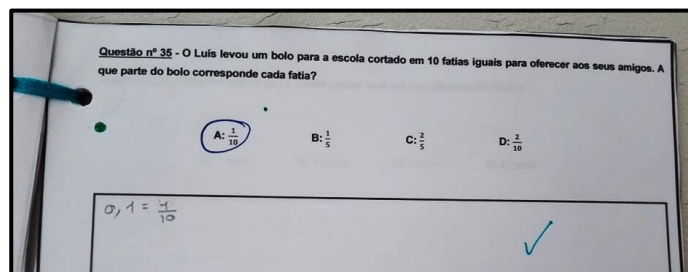 Questão nº 35 - O Luís levou um bolo para a escola cortado em 10 fatias iguais para oferecer aos seus amigos. A
que parte do bolo corresponde cada fatia?
A: 1/10 B: 1/5 C: 2/5 D: 2/10
0,1 = 1/10